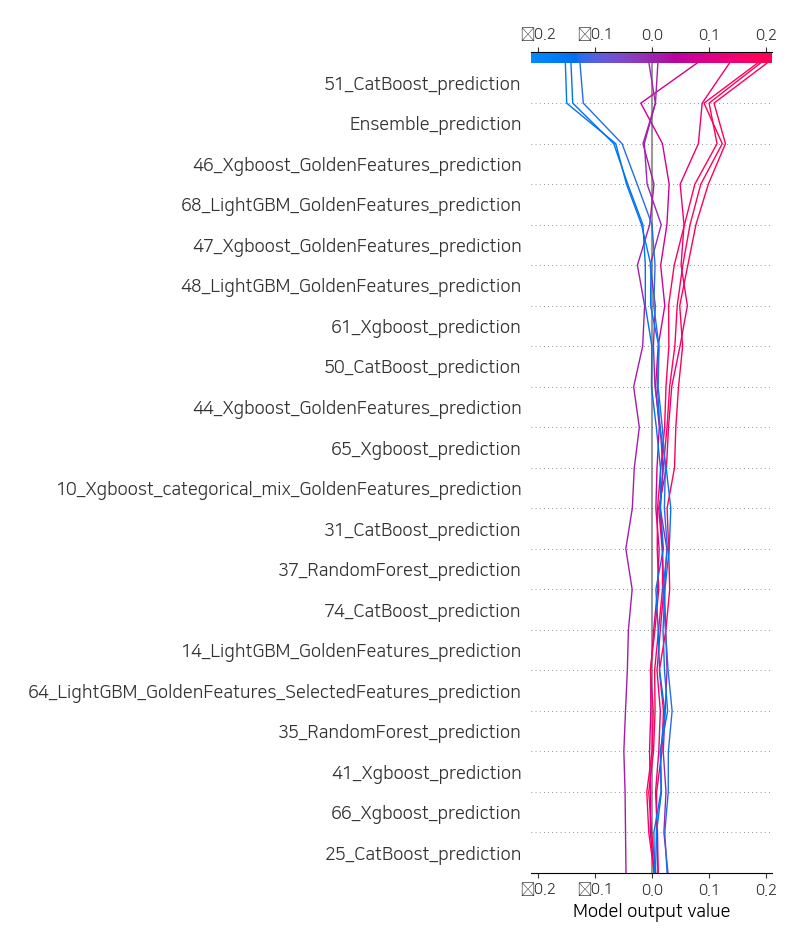 0.2 0.1 0.0 0.1 0.2
51_CatBoost_prediction
Ensemble_prediction
46_Xgboost_GoldenFeatures_prediction
68_LightGBM_GoldenFeatures_prediction
47_Xgboost_GoldenFeatures_prediction
48_LightGBM_GoldenFeatures_prediction
61_Xgboost_prediction
50_CatBoost_prediction
44_Xgboost_GoldenFeatures_prediction
65_Xgboost_prediction
10_Xgboost_categorical_mix_GoldenFeatures_prediction
31_CatBoost_prediction
37_RandomForest_prediction
74_CatBoost_prediction
14_LightGBM_GoldenFeatures_prediction
64_LightGBM_GoldenFeatures_SelectedFeatures_prediction
35_RandomForest_prediction
41_Xgboost_prediction
66_Xgboost_prediction
25_CatBoost_prediction
0.2 0.1 0.0 0.1 0.2
Model output value